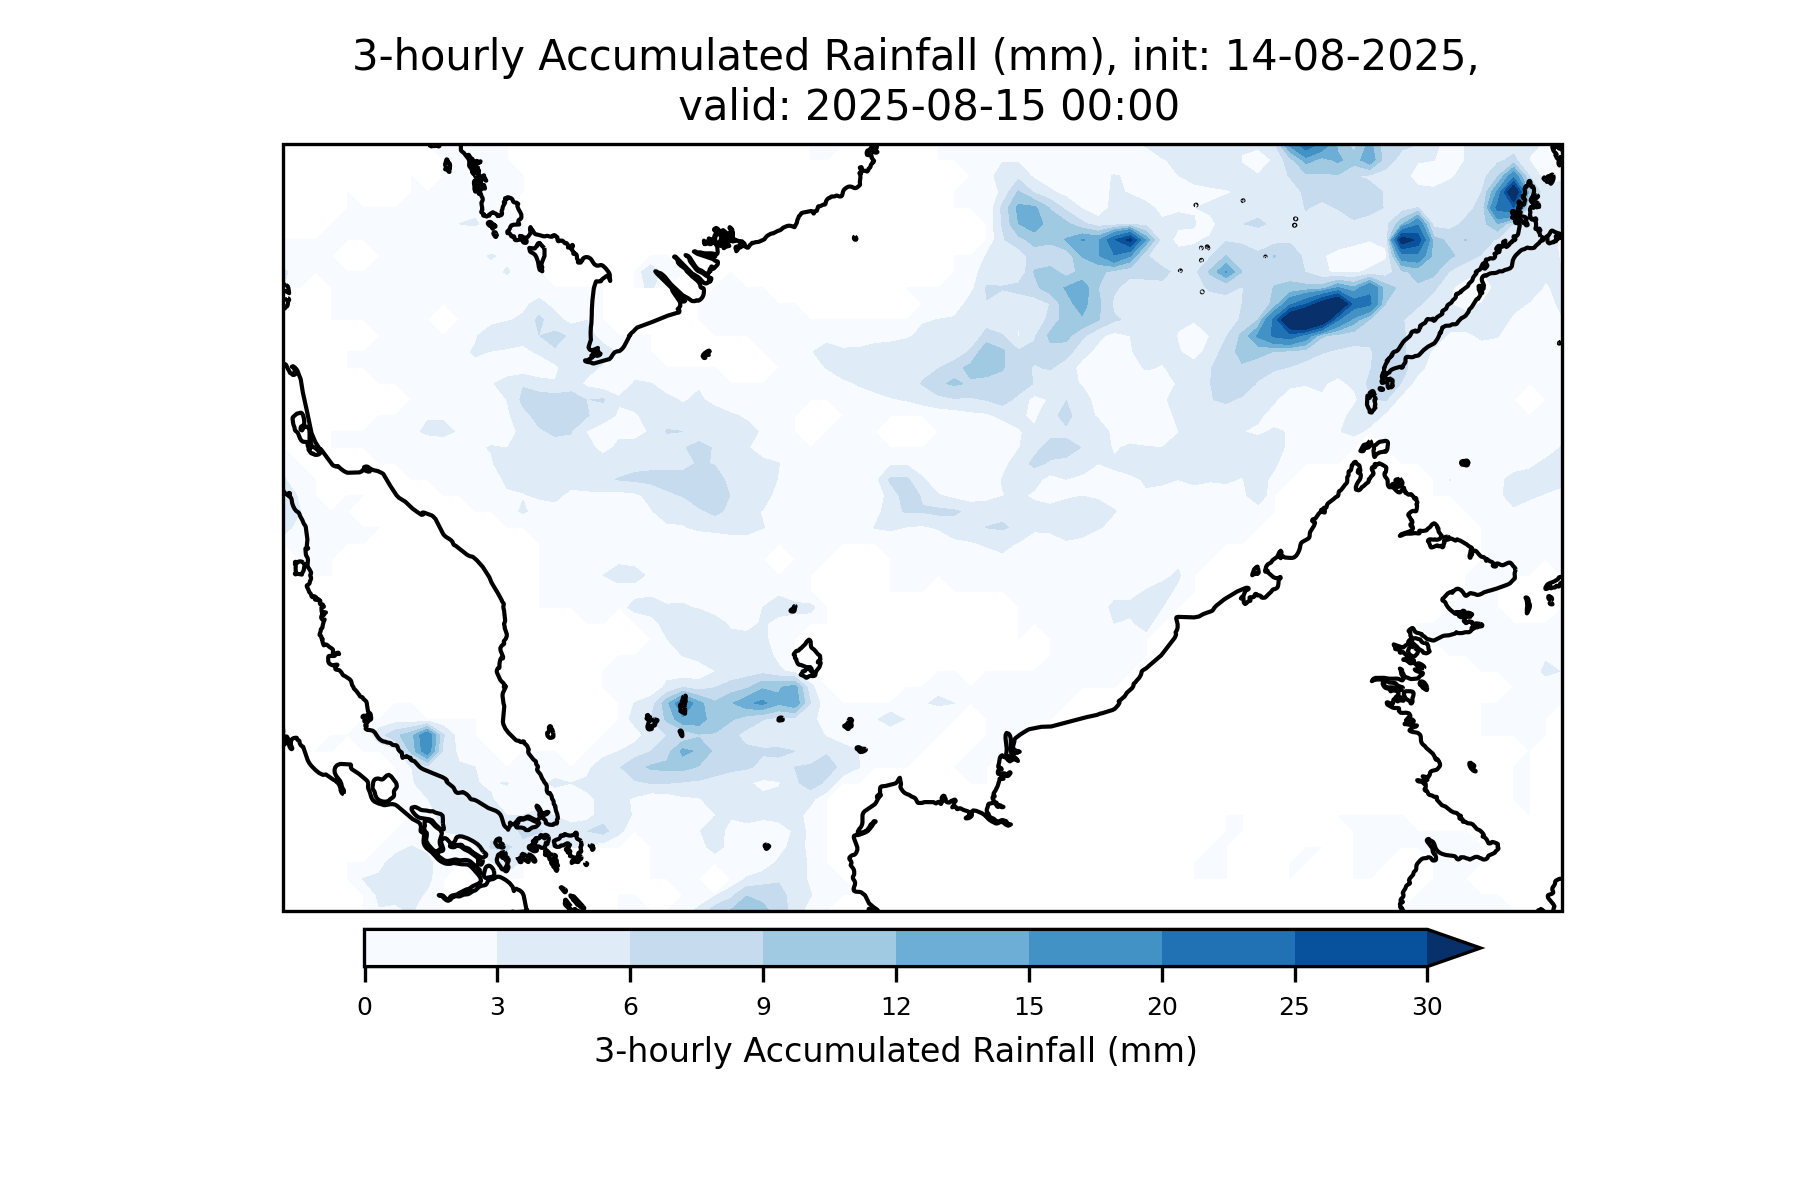 3-hourly Accumulated Rainfall (mm), init: 14-08-2025,
valid: 2025-08-15 00:00
0 3 6 9 12 15 20 25 30
3-hourly Accumulated Rainfall (mm)